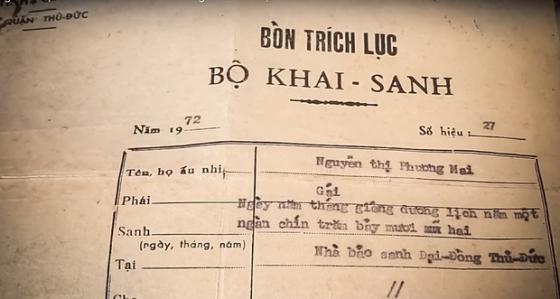 QUẬN THỦ-ĐỨC
BỒN TRÍCH LỤC
BỘ KHAI-SANH
Năm 1972
Số hiệu: 27
Tên, họ ấu nhi: Nguyễn thị Phương Mai
Phái Gái
Ngày năm tháng giêng dương lịch năm một
Sanh ngàn chín trăm bảy mươi hai
(ngày, tháng, năm)
Tại Nhà bảo sanh Đại-Đồng Thủ-Đức
Cha //